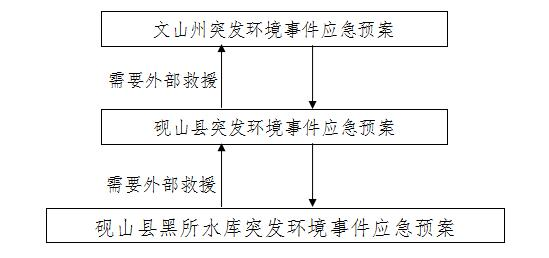 文山州突发环境事件应急预案
需要外部救援
砚山县突发环境事件应急预案
需要外部救援
砚山县黑所水库突发环境事件应急预案